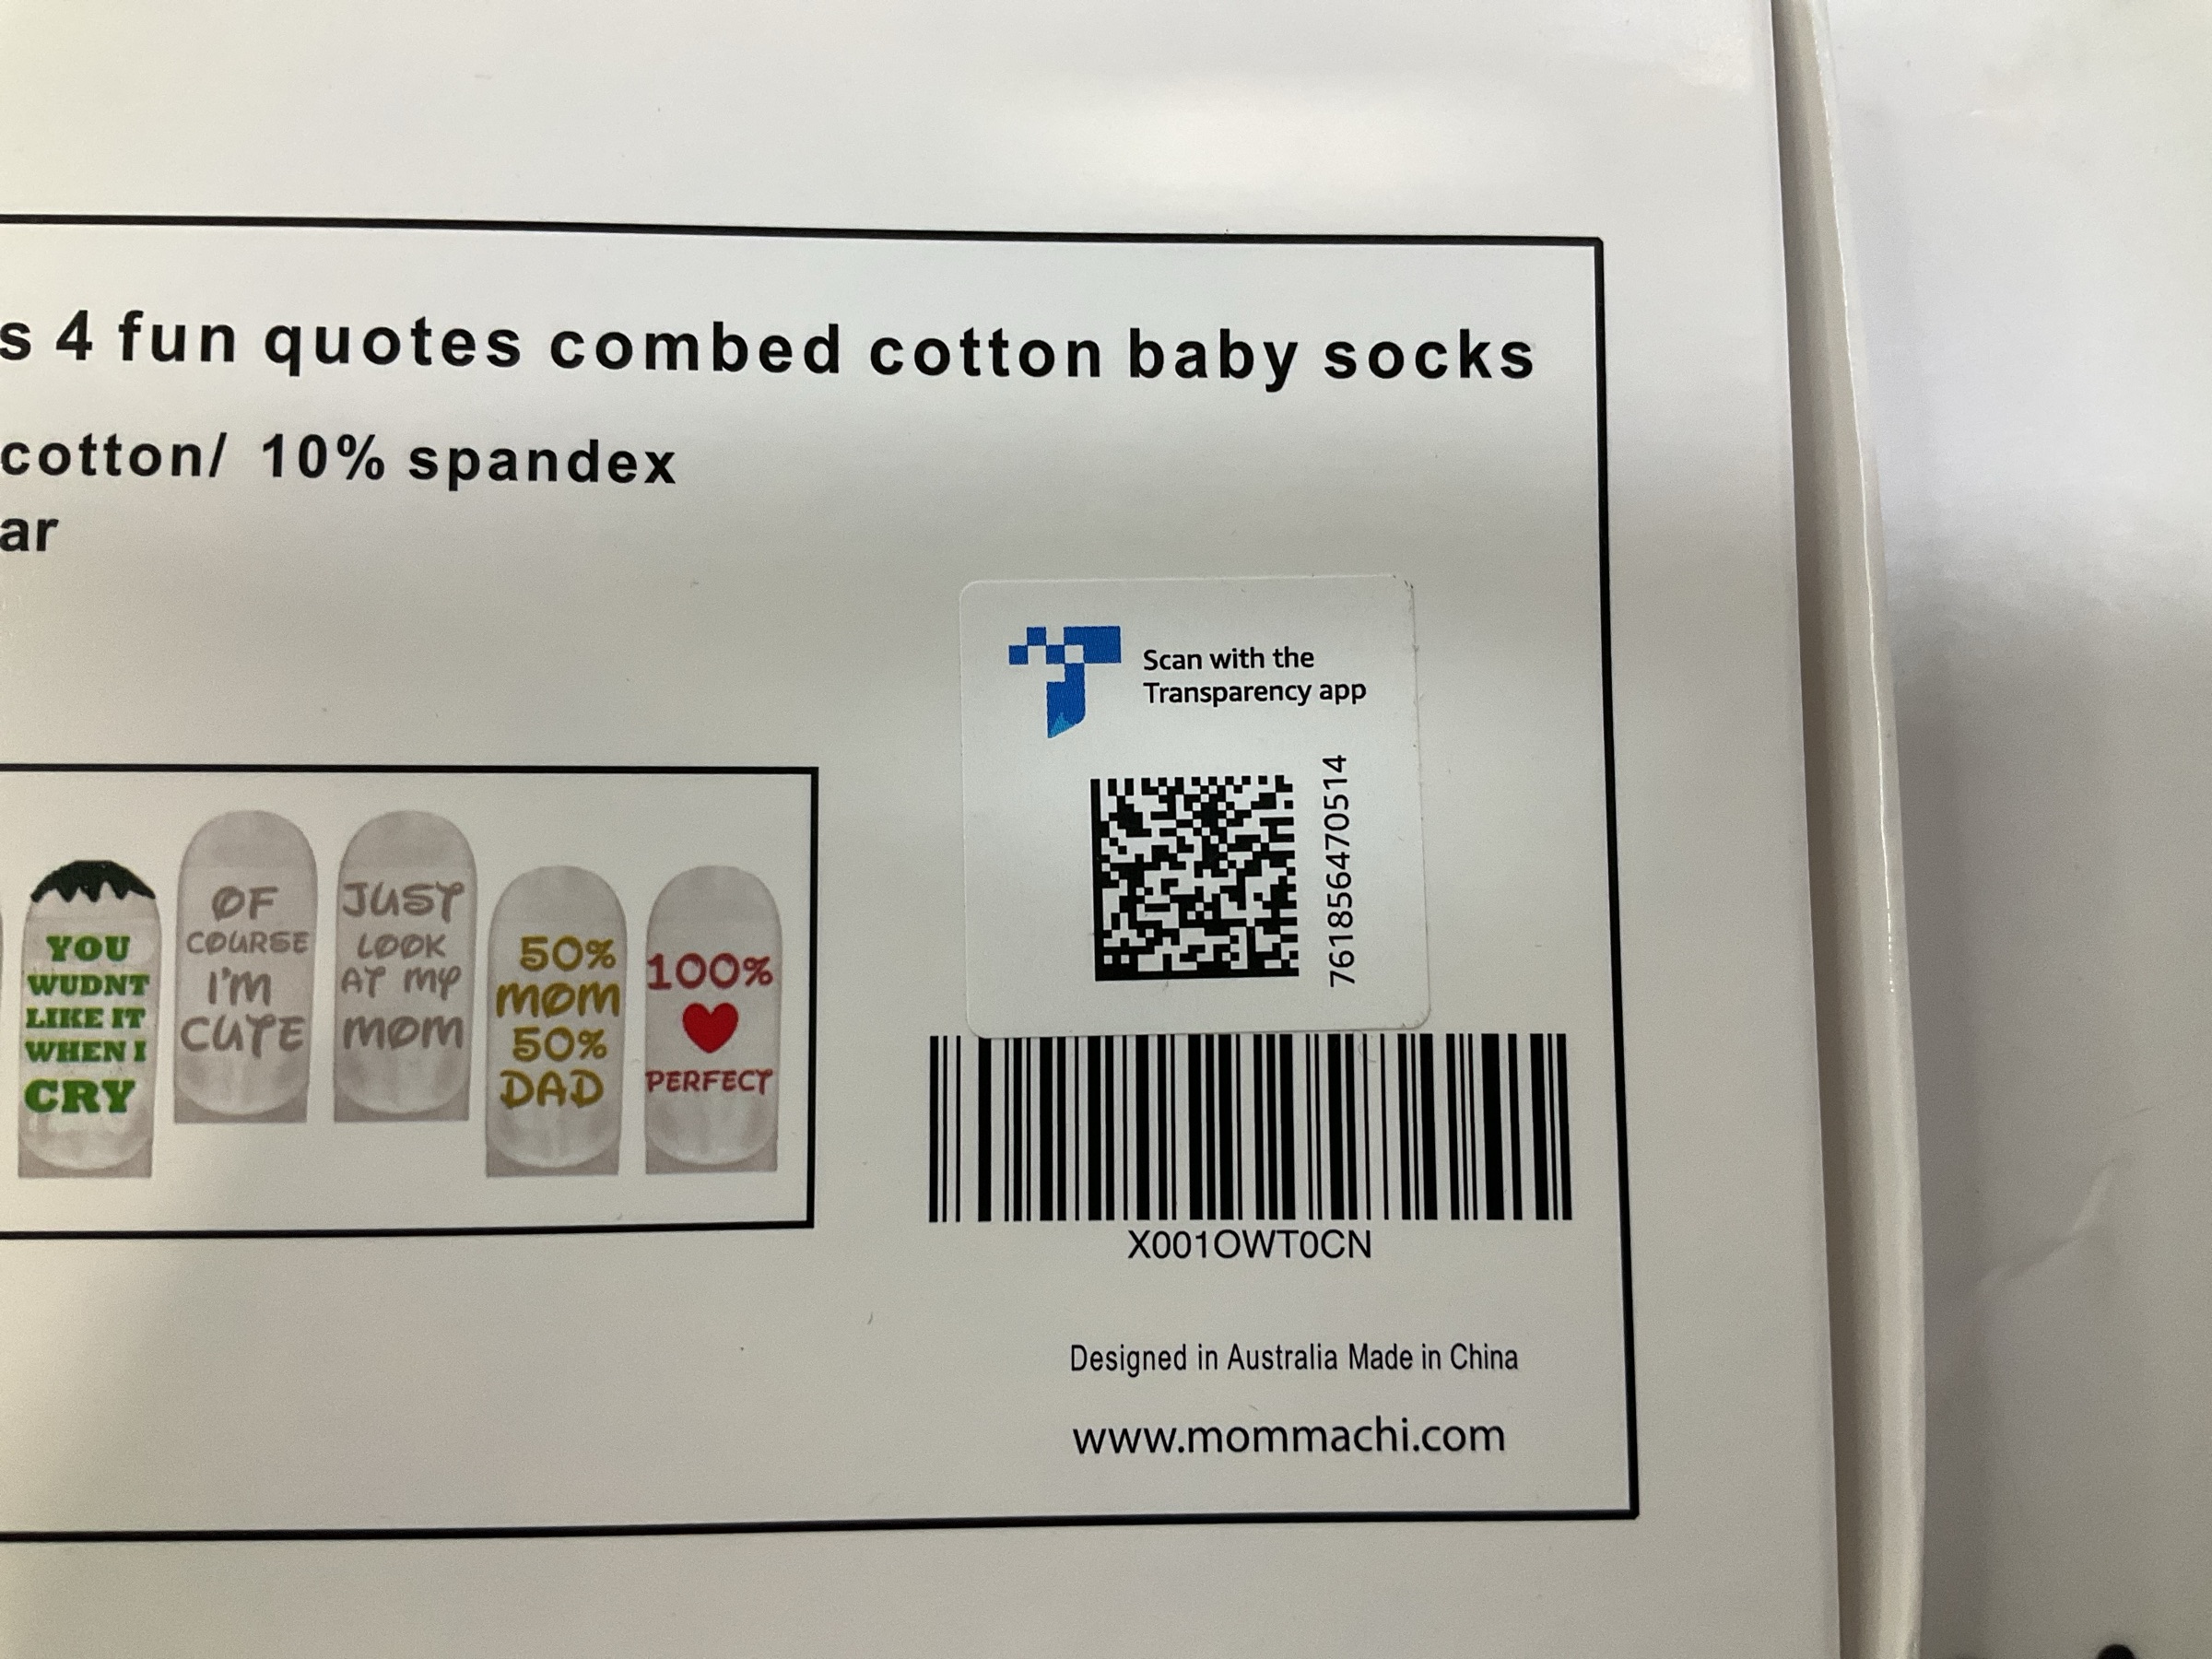 s 4 fun quotes combed cotton baby socks
cotton/ 10% spandex
ar
Scan with the
Transparency app
7618564705​14
YOU
WUDNT
LIKE IT
WHEN I
CRY
OF
COURSE
I'M
CUTE
JUST
LOOK
AT MY
MOM
50%
MOM
50%
DAD
100%
PERFECT
X001OWT0CN
Designed in Australia Made in China
www.mommachi.com